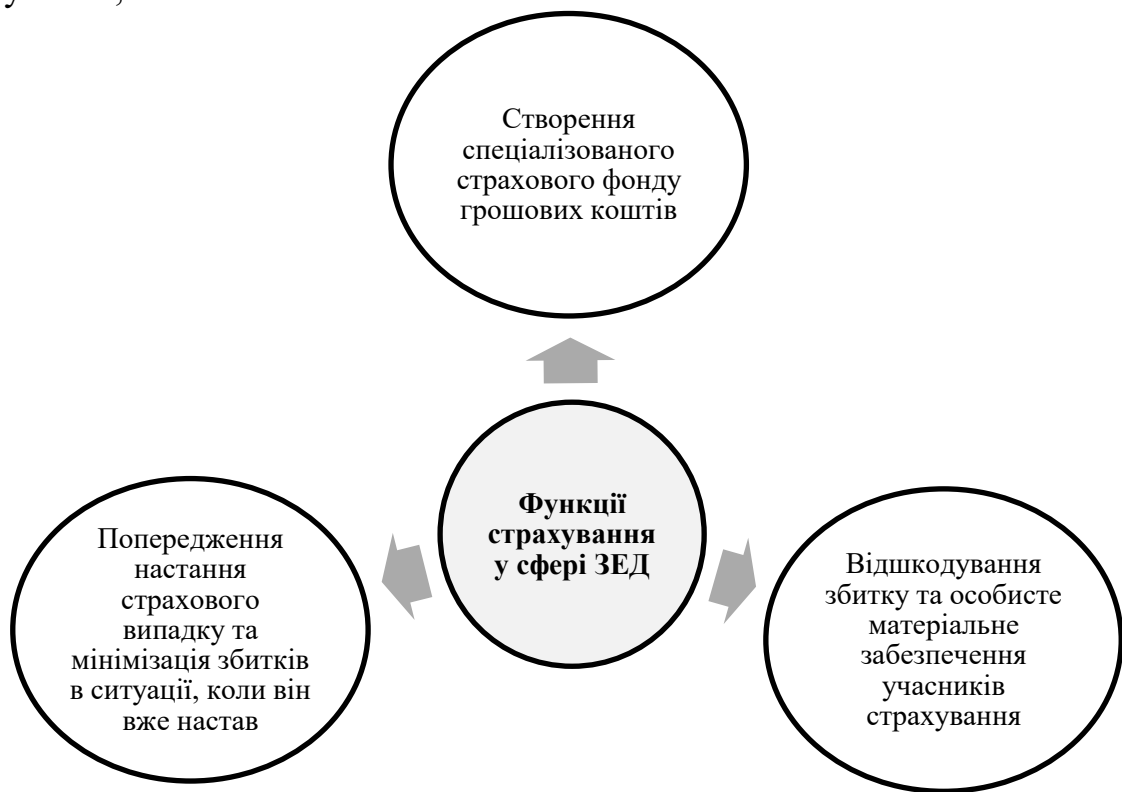 Створення
спеціалізованого
страхового фонду
грошових коштів
Функції
страхування
у сфері ЗЕД
Попередження
настання
страхового
випадку та
мінімізація збитків
в ситуації, коли він
вже настав
Відшкодування
збитку та особисте
матеріальне
забезпечення
учасників
страхування